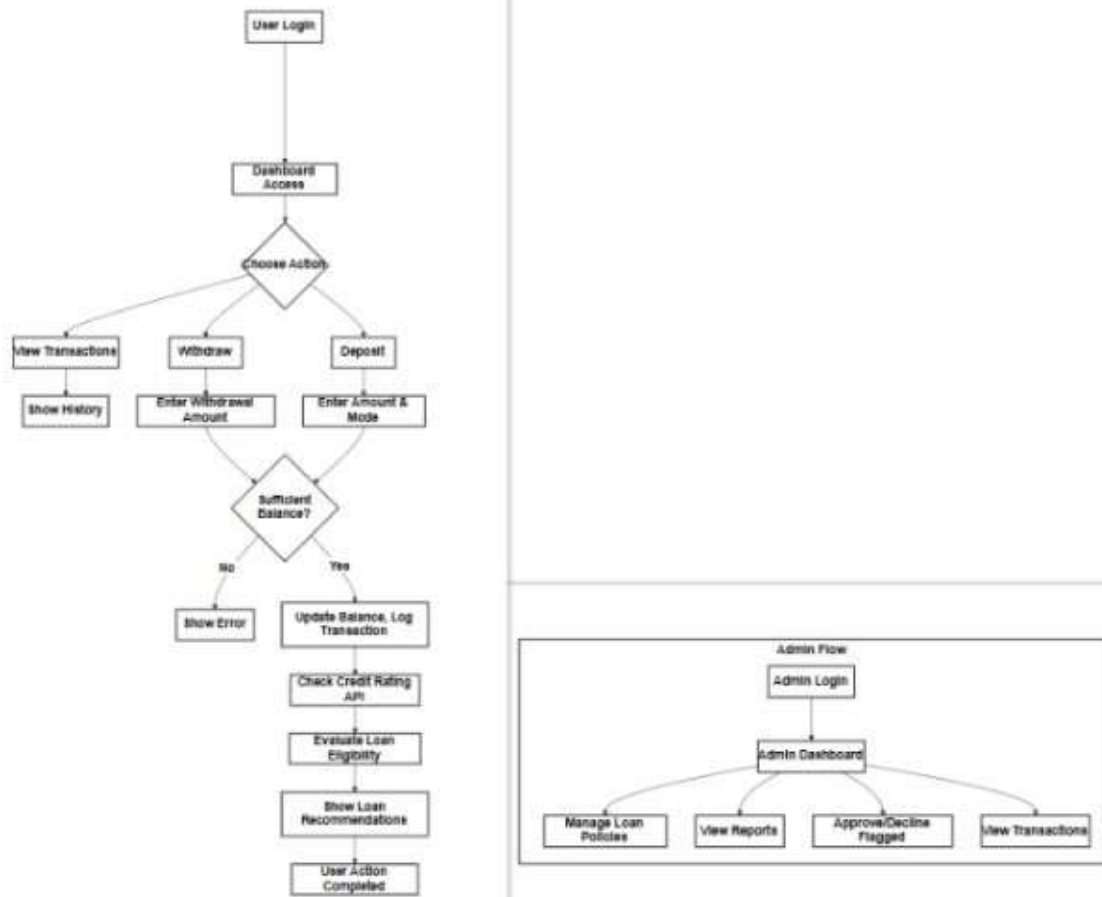 User Login
Dashboard
Access
Choose Action
View Transactions
Withdraw
Deposit
Show History
Enter Withdrawal
Amount
Enter Amount &
Mode
Sufficient
Balance?
No
Yes
Show Error
Update Balance, Log
Transaction
Check Credit Rating
API
Evaluate Loan
Eligibility
Show Loan
Recommendations
User Action
Completed
Admin Flow
Admin Login
Admin Dashboard
Manage Loan
Policies
View Reports
Approve/Decline
Flagged
View Transactions